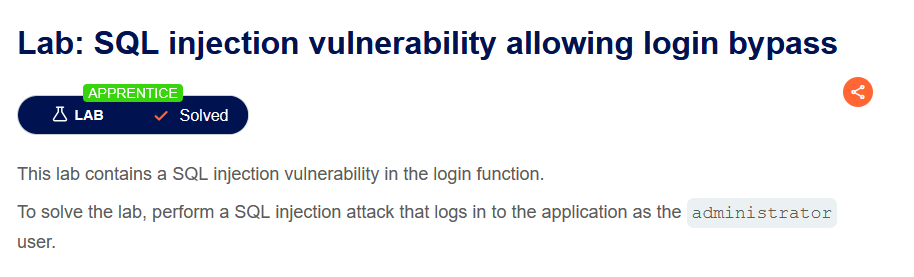 Lab: SQL injection vulnerability allowing login bypass
APPRENTICE
LAB Solved
This lab contains a SQL injection vulnerability in the login function.
To solve the lab, perform a SQL injection attack that logs in to the application as the administrator
user.